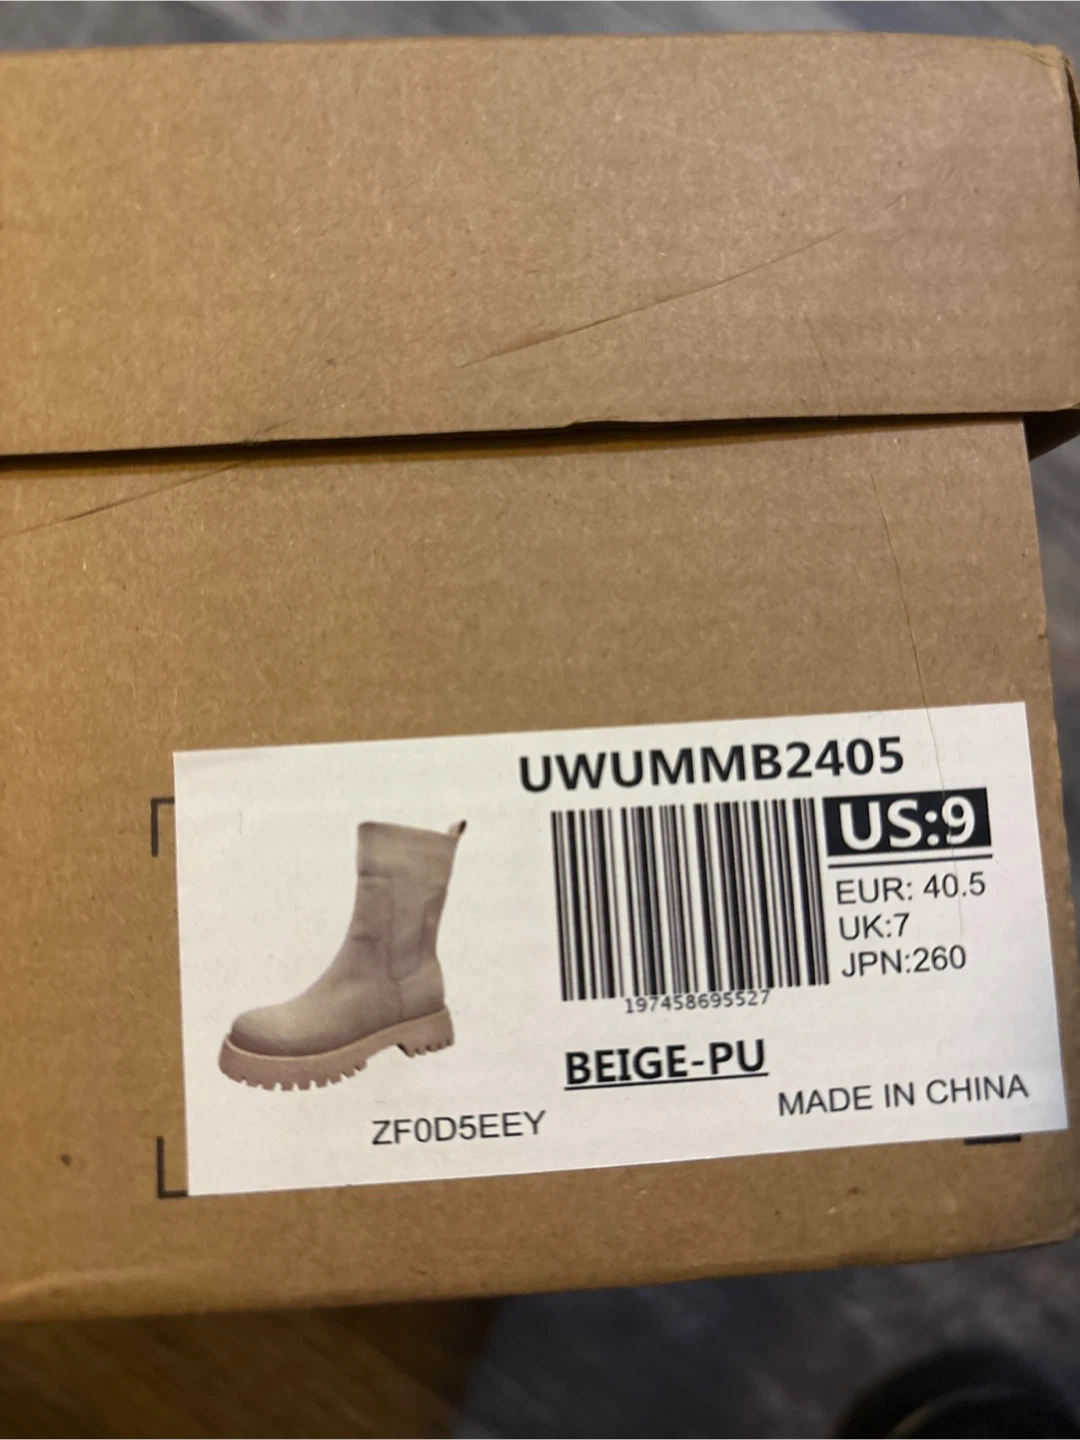 UWUMMB2405
US:9
EUR: 40.5
UK:7
JPN:260
197458695527
BEIGE-PU
MADE IN CHINA
ZF0D5EEY